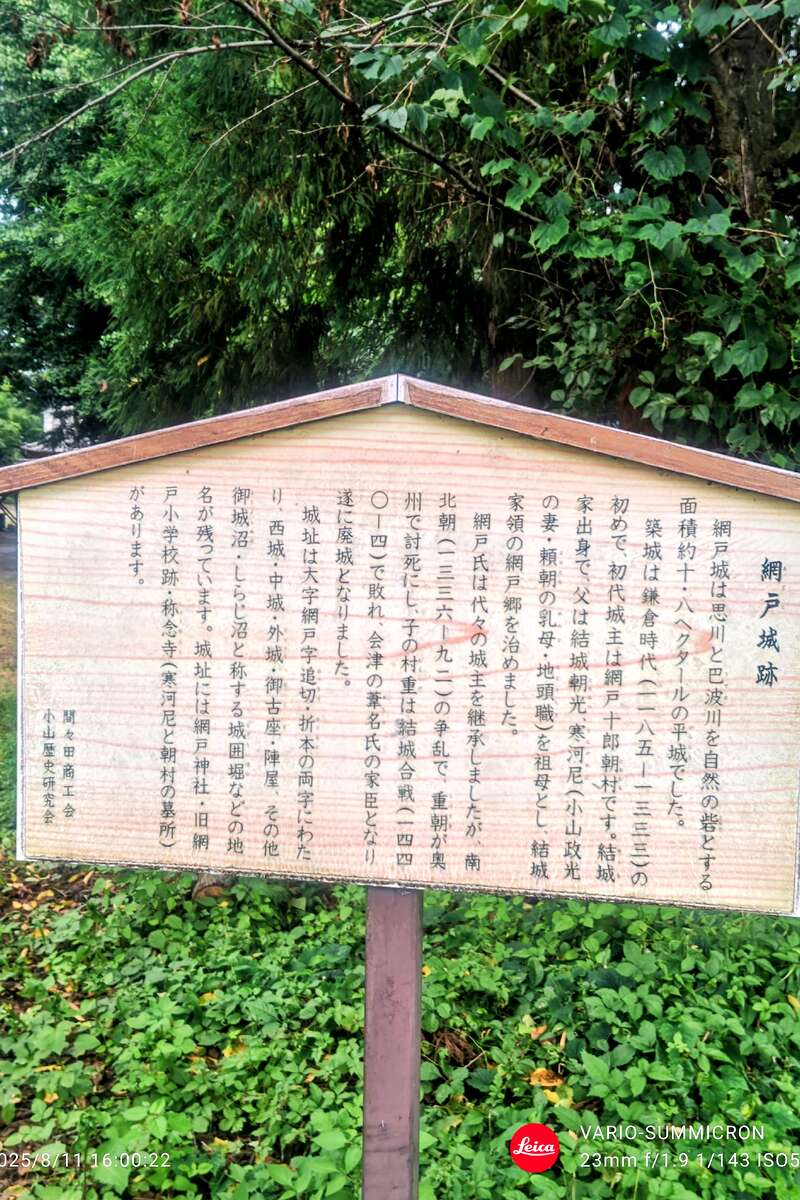 網戸城跡
網戸城は思川と巴波川を自然の砦とする
面積約十・八ヘクタルの平城でした。
築城は鎌倉時代(一一八五ー一三三三)の
初めで、初代城主は網戸十郎朝村です。結城
家出身で、父は結城朝光、寒河尼(小山政光
の妻・頼朝の乳母・地頭職)を祖母とし、結城
家領の網戸郷を治めました。
網戸氏は代々の城主を継承しましたが、南
北朝(一三三六ー九二)の争乱で、重朝が奥
州で討死にし、子の村重は結城合戦(一四四
〇ー四)で敗れ、会津の葦名氏の家臣となり
遂に廃城となりました。
城址は大字網戸字追切・折本の両字にわた
り、西城・中城・外城・御古座・陣屋、その他
御城沼・しらじ沼と称する城囲堀などの地
名が残っています。城址には網戸神社・旧網
戸小学校跡・称念寺(寒河尼と朝村の墓所)
があります。
間々田商工会
小山歴史研究会
Leica
VARIO-SUMMICRON
23mm f/1.9 1/143 ISO5
025/8/11 16:00:22